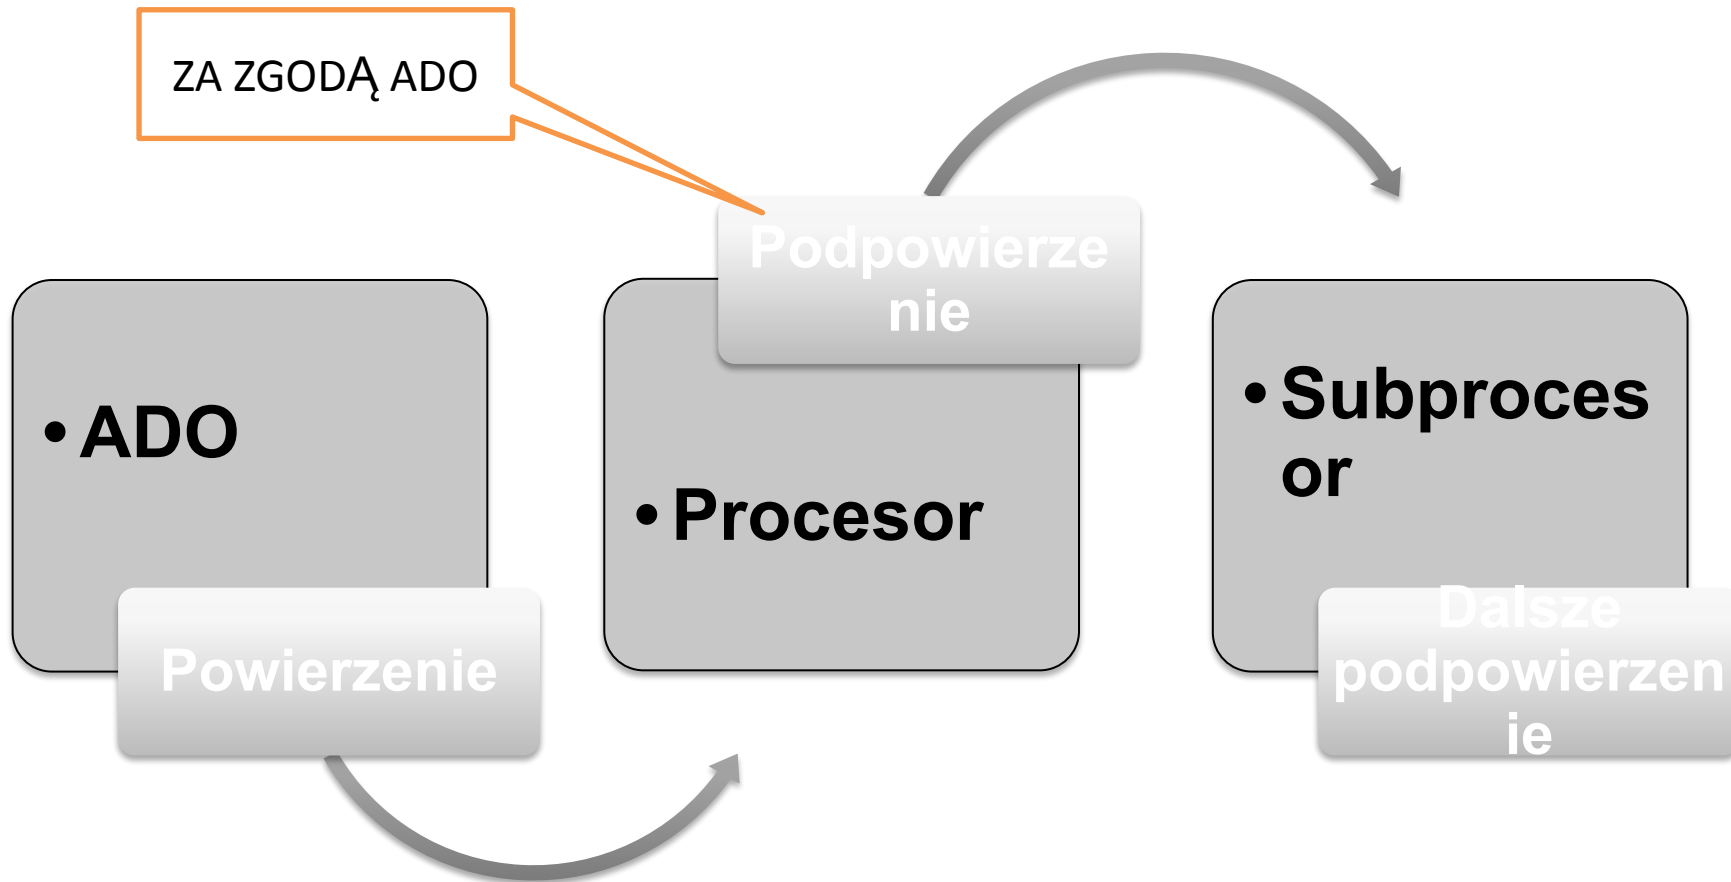 ZA ZGODĄ ADO
• ADO
Powierzenie
Podpowierze
nie
• Procesor
• Subproces
or
Dalsze
podpowierzen
ie